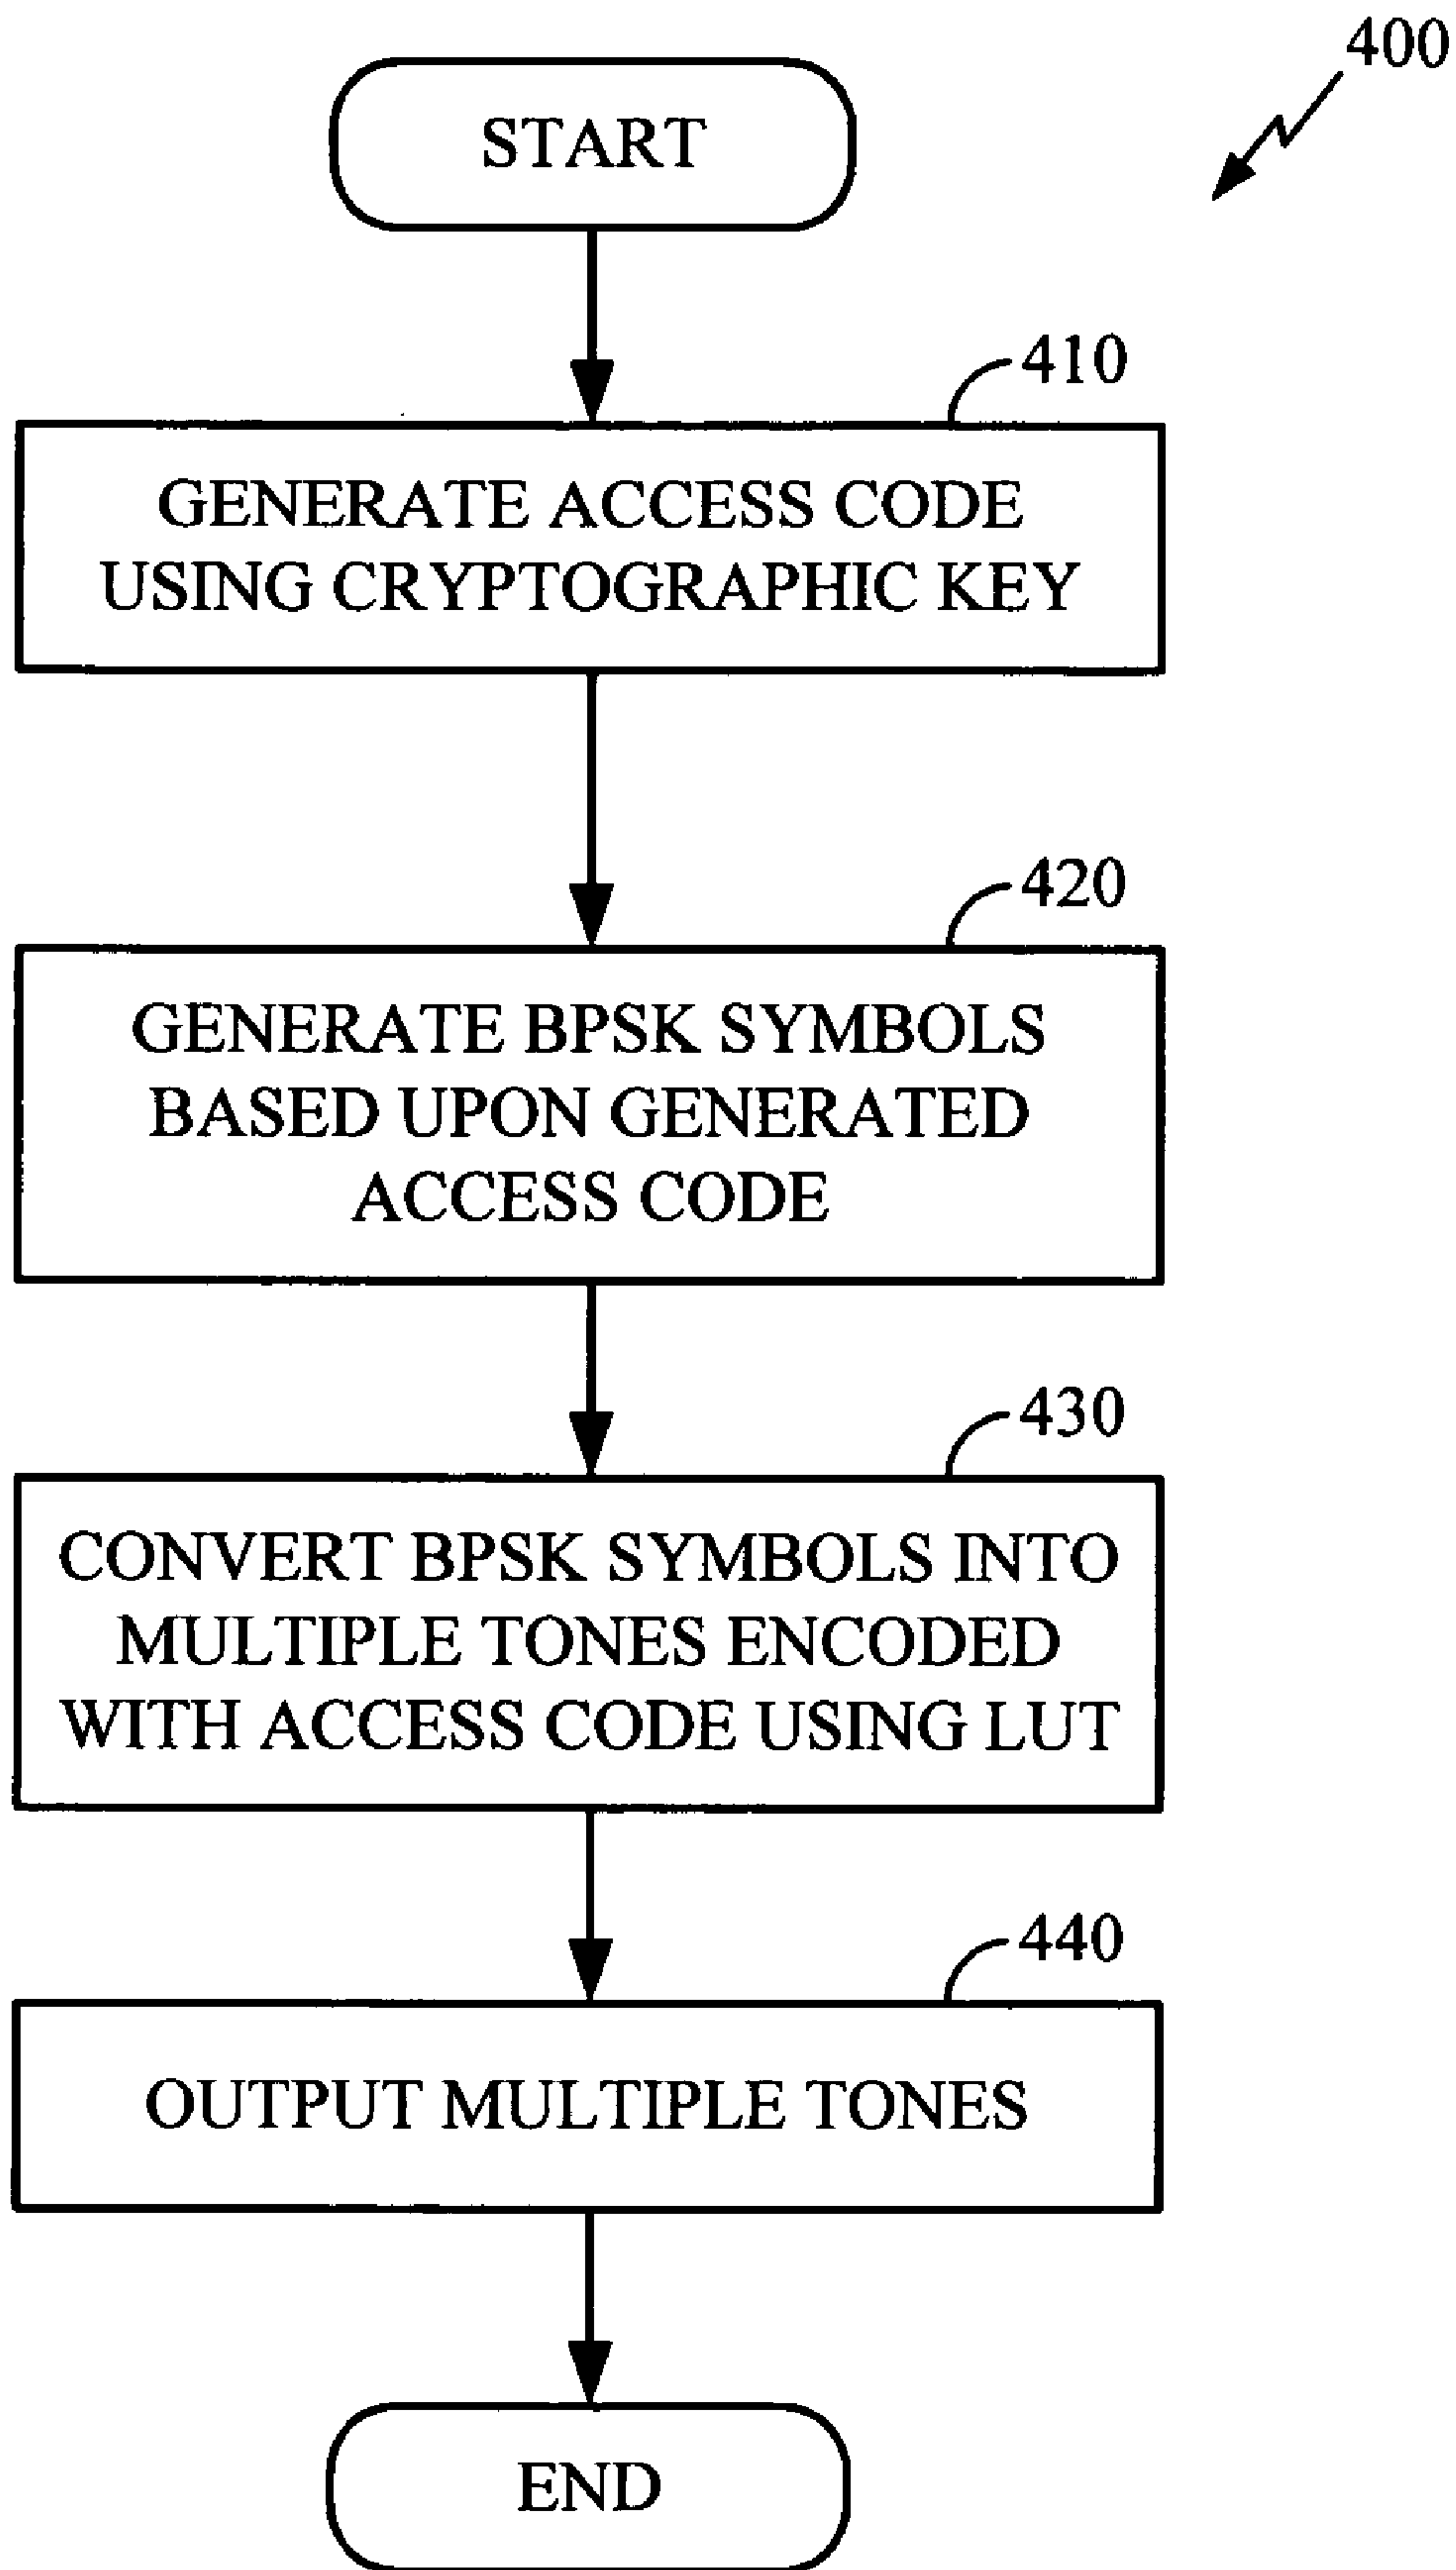 400
START
410
GENERATE ACCESS CODE
USING CRYPTOGRAPHIC KEY
420
GENERATE BPSK SYMBOLS
BASED UPON GENERATED
ACCESS CODE
430
CONVERT BPSK SYMBOLS INTO
MULTIPLE TONES ENCODED
WITH ACCESS CODE USING LUT
440
OUTPUT MULTIPLE TONES
END